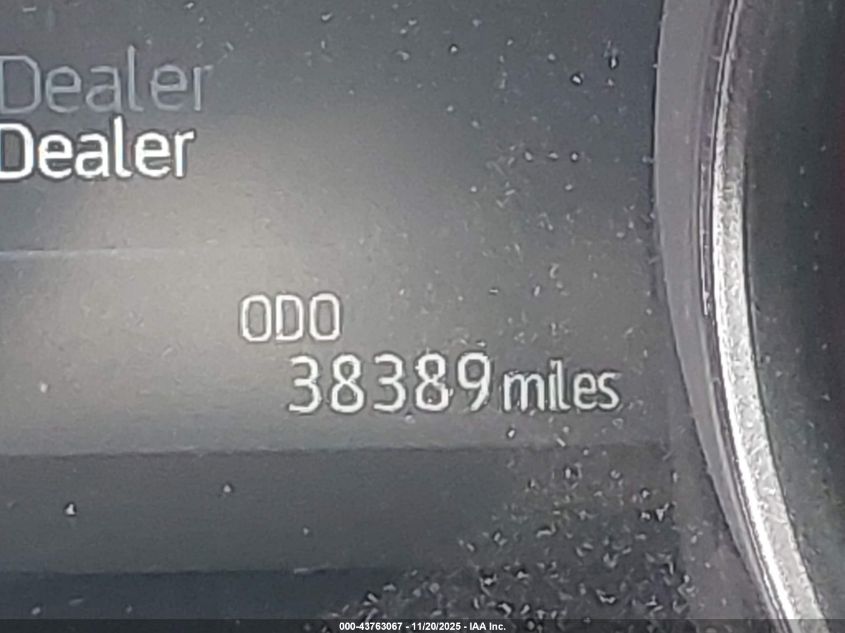 Dealer
Dealer
ODO
38389 miles
000-43763067 - 11/20/2025 - IAA Inc.